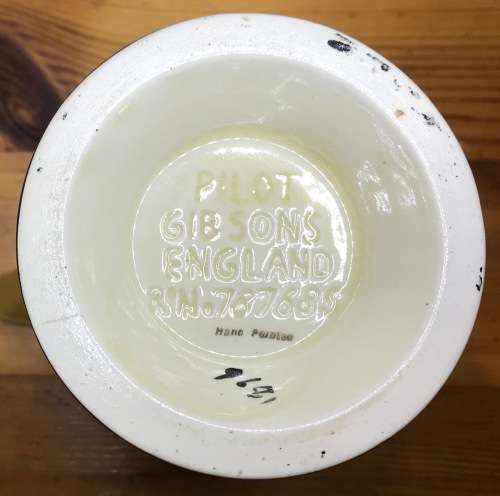 PILOT
GIBSONS
ENGLAND
Hand Painted